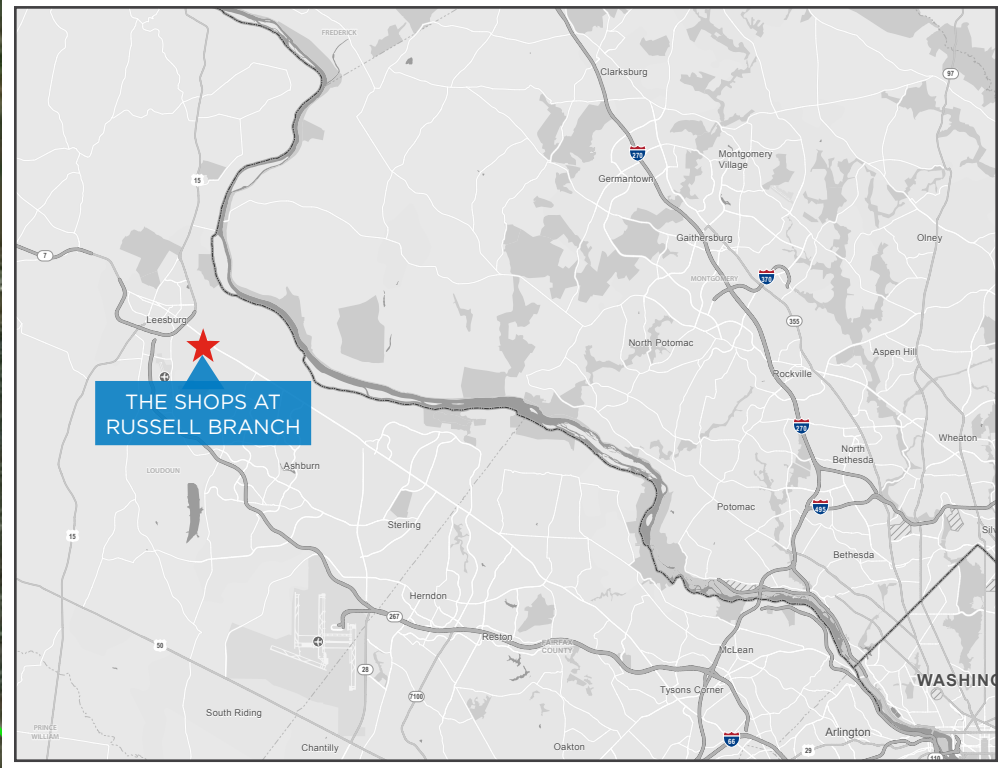 FREDERICK
Clarksburg
97
270
Montgomery
Village
Germantown
15
Gaithersburg
Olney
7
MONTGOMERY
370
Leesburg
355
North Potomac
Aspen Hill
Rockville
THE SHOPS AT
RUSSELL BRANCH
270
Wheaton
North
Bethesda
LOUDOUN
Ashburn
Potomac
495
Sterling
15
Silv
Bethesda
Herndon
267
Reston
FAIRFAX
COUNTY
50
McLean
28
WASHING
Tysons Corner
7100
South Riding
PRINCE
WILLIAM
Arlington
66
Chantilly
Oakton
29
110